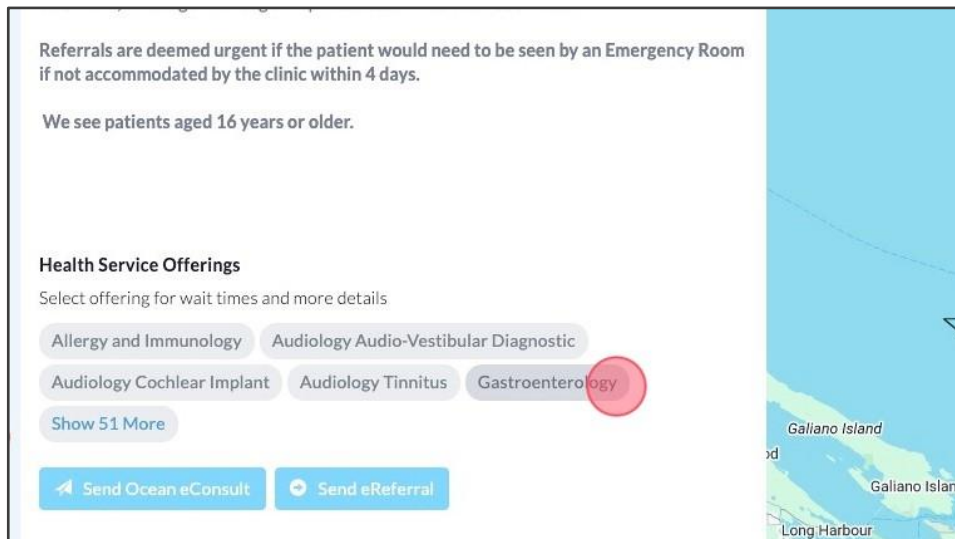 Referrals are deemed urgent if the patient would need to be seen by an Emergency Room
if not accommodated by the clinic within 4 days.
We see patients aged 16 years or older.
Health Service Offerings
Select offering for wait times and more details
Allergy and Immunology
Audiology Audio-Vestibular Diagnostic
Audiology Cochlear Implant
Audiology Tinnitus
Gastroenterology
Show 51 More
Send Ocean eConsult
Send eReferral
Galiano Island
Galiano
Long Harbour